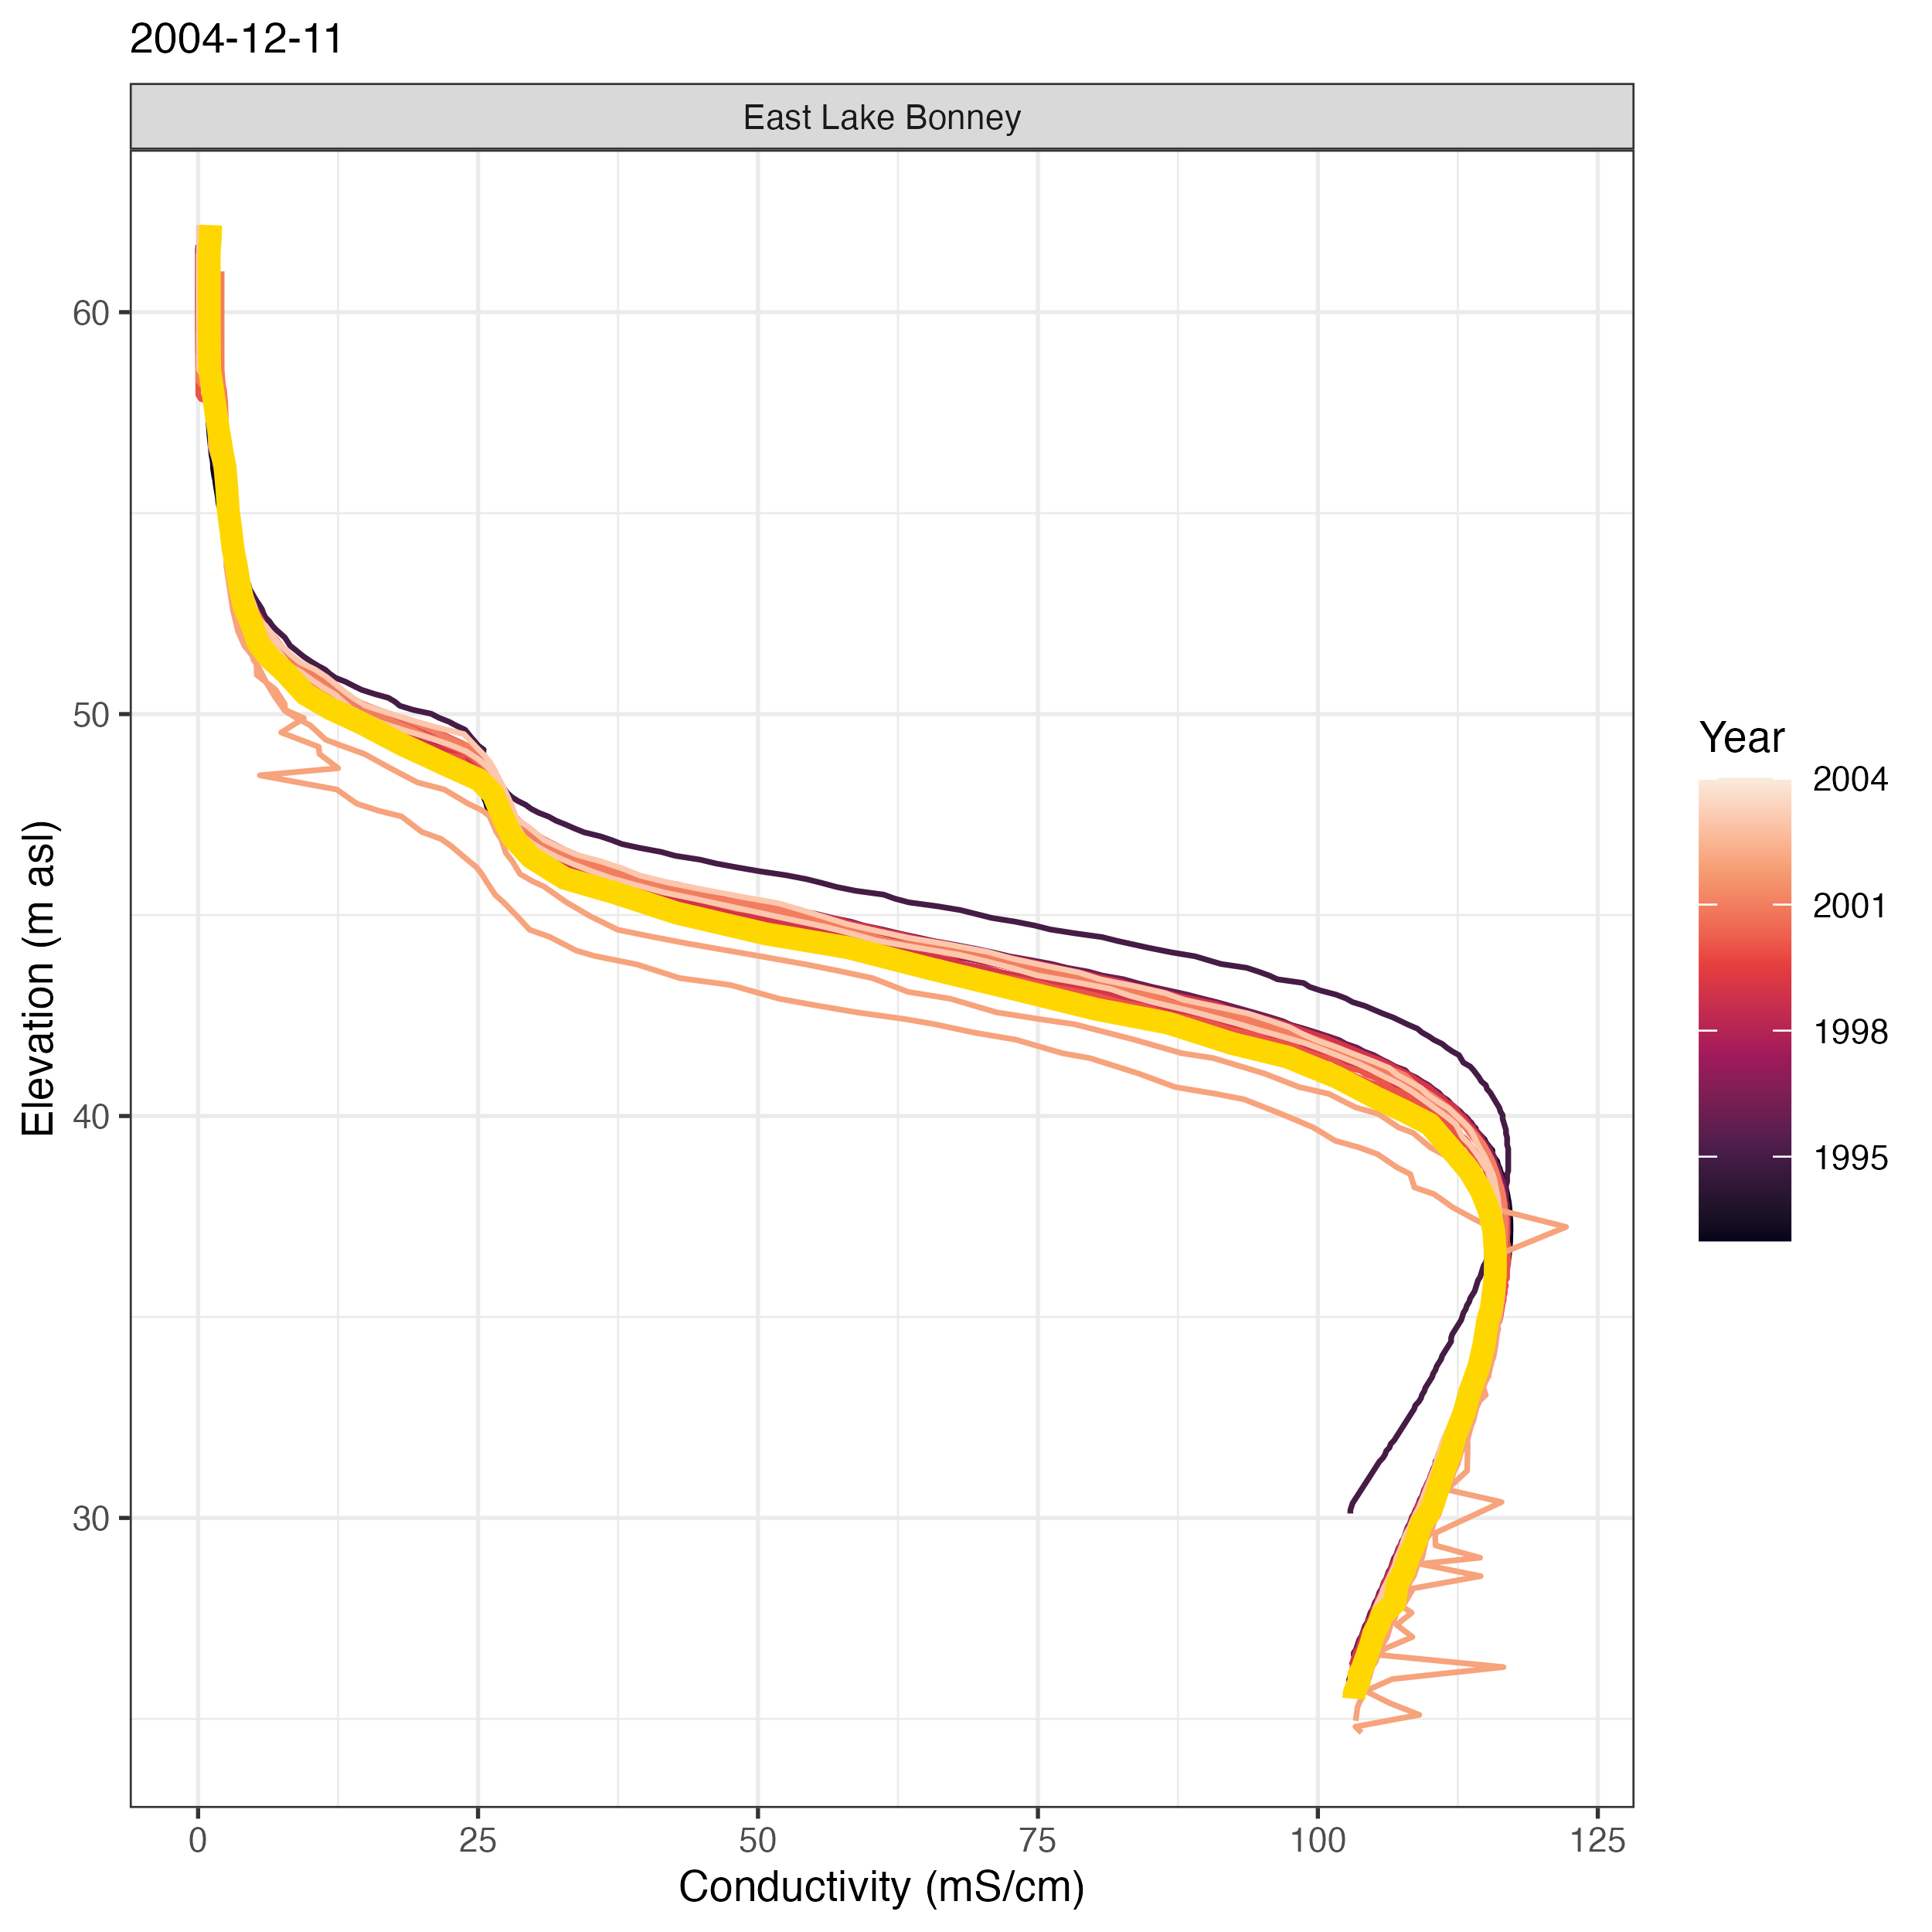 2004-12-11
East Lake Bonney
60
50
40
30
Elevation (m asl)
0 25 50 75 100 125
Conductivity (mS/cm)
Year
2004
2001
1998
1995